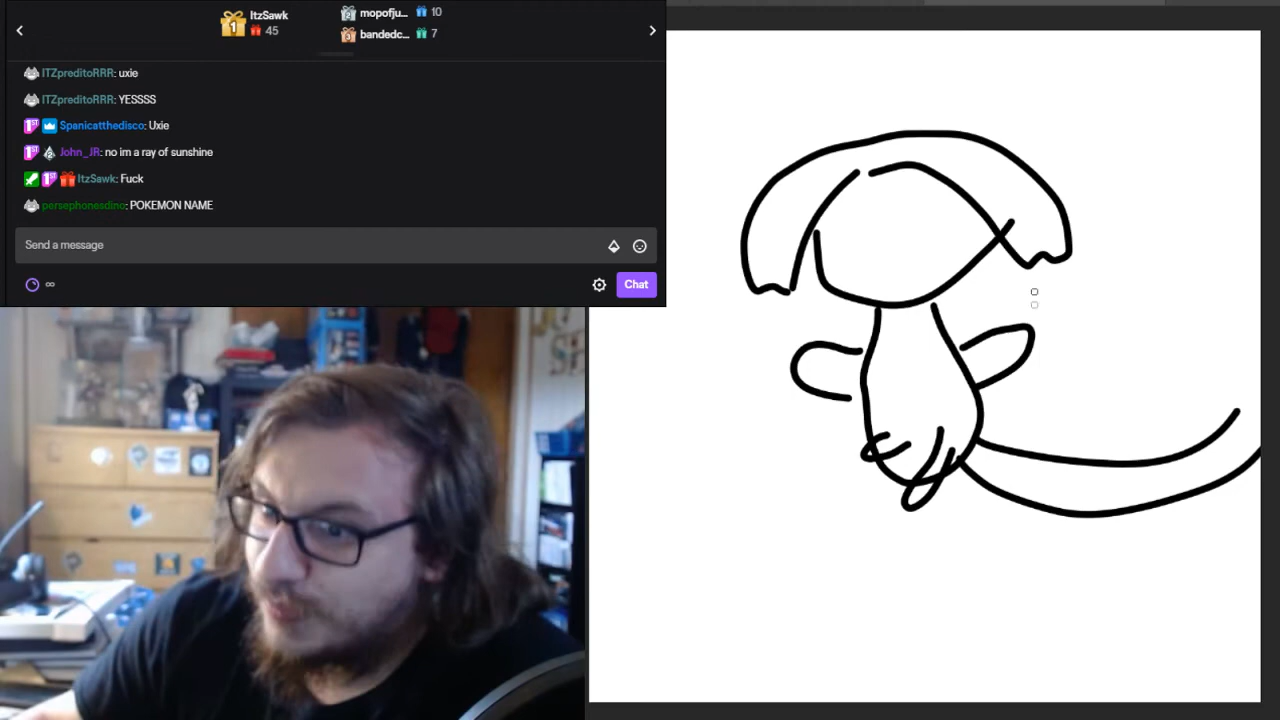 ItzSawk
45
mopofju... 10
bandedc... 7
ITZpreditoRRR: uxie
ITZpreditoRRR: YESSSS
Spanicatthedisco: Uxie
John_JR: no im a ray of sunshine
ItzSawk: Fuck
persephonesdino: POKEMON NAME
Send a message
Chat